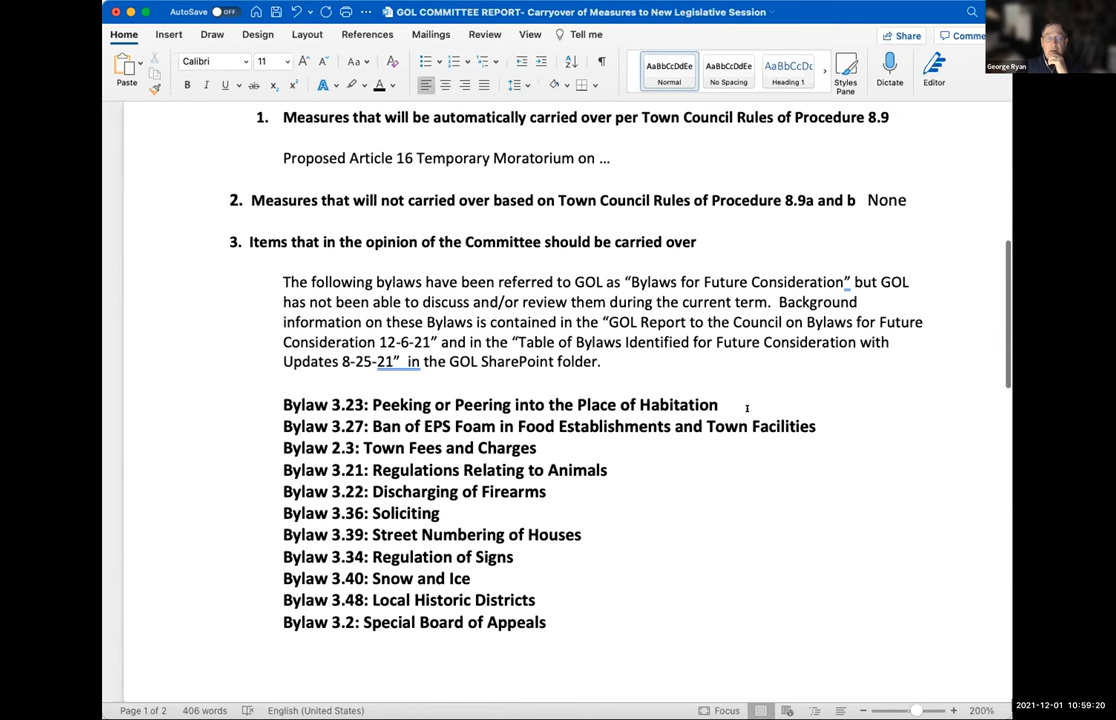 AutoSave OFF ... GOL COMMITTEE REPORT- Carryover of Measures to New Legislative Session
Home Insert Draw Design Layout References Mailings Review View Tell me Share Comme
Calibri 11 Aa
Paste B I U ab x₂ x² A A
AaBbCcDdEe AaBbCcDdEe AaBbCcDc
Normal No Spacing Heading 1 Styles Pane Dictate Editor
George Ryan
1. Measures that will be automatically carried over per Town Council Rules of Procedure 8.9
Proposed Article 16 Temporary Moratorium on ...
2. Measures that will not carried over based on Town Council Rules of Procedure 8.9a and b None
3. Items that in the opinion of the Committee should be carried over
The following bylaws have been referred to GOL as “Bylaws for Future Consideration” but GOL
has not been able to discuss and/or review them during the current term. Background
information on these Bylaws is contained in the “GOL Report to the Council on Bylaws for Future
Consideration 12-6-21” and in the “Table of Bylaws Identified for Future Consideration with
Updates 8-25-21” in the GOL SharePoint folder.
Bylaw 3.23: Peeking or Peering into the Place of Habitation
Bylaw 3.27: Ban of EPS Foam in Food Establishments and Town Facilities
Bylaw 2.3: Town Fees and Charges
Bylaw 3.21: Regulations Relating to Animals
Bylaw 3.22: Discharging of Firearms
Bylaw 3.36: Soliciting
Bylaw 3.39: Street Numbering of Houses
Bylaw 3.34: Regulation of Signs
Bylaw 3.40: Snow and Ice
Bylaw 3.48: Local Historic Districts
Bylaw 3.2: Special Board of Appeals
Page 1 of 2 406 words English (United States) Focus 200%
2021-12-01 10:59:20